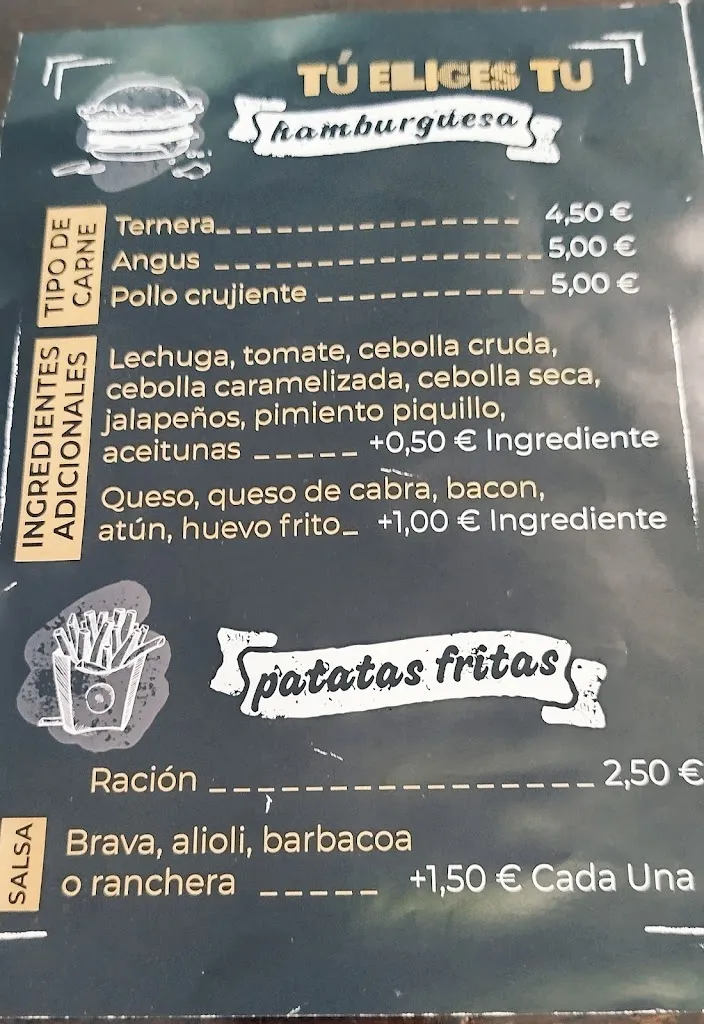 TÚ ELIGES TU
hamburgüesa
TIPO DE
CARNE
Ternera 4,50 €
Angus 5,00 €
Pollo crujiente 5,00 €
INGREDIENTES
ADICIONALES
Lechuga, tomate, cebolla cruda,
cebolla caramelizada, cebolla seca,
jalapeños, pimiento piquillo,
aceitunas +0,50 € Ingrediente
Queso, queso de cabra, bacon,
atún, huevo frito +1,00 € Ingrediente
patatas fritas
Ración 2,50 €
SALSA
Brava, alioli, barbacoa
o ranchera +1,50 € Cada Una